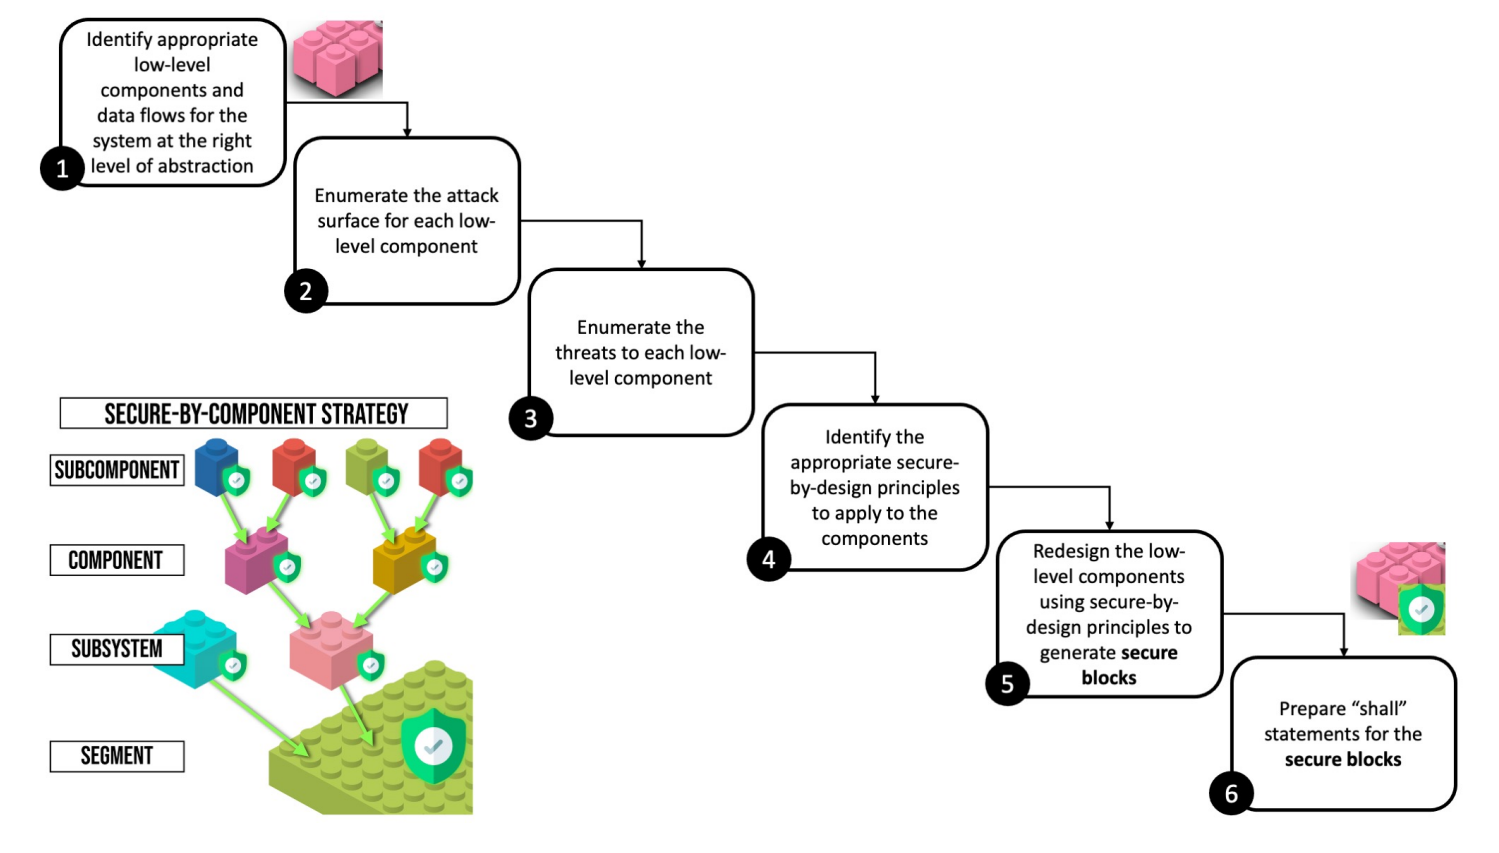 Identify appropriate
low-level
components and
data flows for the
system at the right
level of abstraction
1
Enumerate the attack
surface for each low-
level component
2
Enumerate the
threats to each low-
level component
3
Identify the
appropriate secure-
by-design principles
to apply to the
components
4
Redesign the low-
level components
using secure-by-
design principles to
generate secure
blocks
5
Prepare “shall”
statements for the
secure blocks
6
SECURE-BY-COMPONENT STRATEGY
SUBCOMPONENT
COMPONENT
SUBSYSTEM
SEGMENT